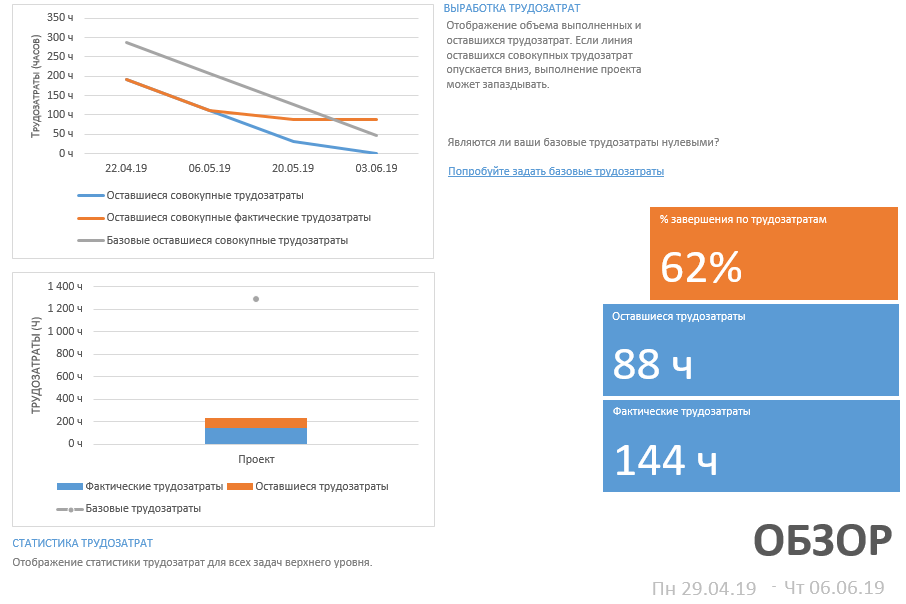 350 ч
300 ч
250 ч
200 ч
150 ч
100 ч
50 ч
0 ч
ТРУДОЗАТРАТЫ (ЧАСОВ)
22.04.19 06.05.19 20.05.19 03.06.19
Оставшиеся совокупные трудозатраты
Оставшиеся совокупные фактические трудозатраты
Базовые оставшиеся совокупные трудозатраты
ВЫРАБОТКА ТРУДОЗАТРАТ
Отображение объема выполненных и
оставшихся трудозатрат. Если линия
оставшихся совокупных трудозатрат
опускается вниз, выполнение проекта
может запаздывать.
Являются ли ваши базовые трудозатраты нулевыми?
Попробуйте задать базовые трудозатраты
% завершения по трудозатратам
62%
Оставшиеся трудозатраты
88 ч
Фактические трудозатраты
144 ч
1 400 ч
1 200 ч
1 000 ч
800 ч
600 ч
400 ч
200 ч
0 ч
ТРУДОЗАТРАТЫ (Ч)
Проект
Фактические трудозатраты Оставшиеся трудозатраты
Базовые трудозатраты
СТАТИСТИКА ТРУДОЗАТРАТ
Отображение статистики трудозатрат для всех задач верхнего уровня.
ОБЗОР
Пн 29.04.19 - Чт 06.06.19